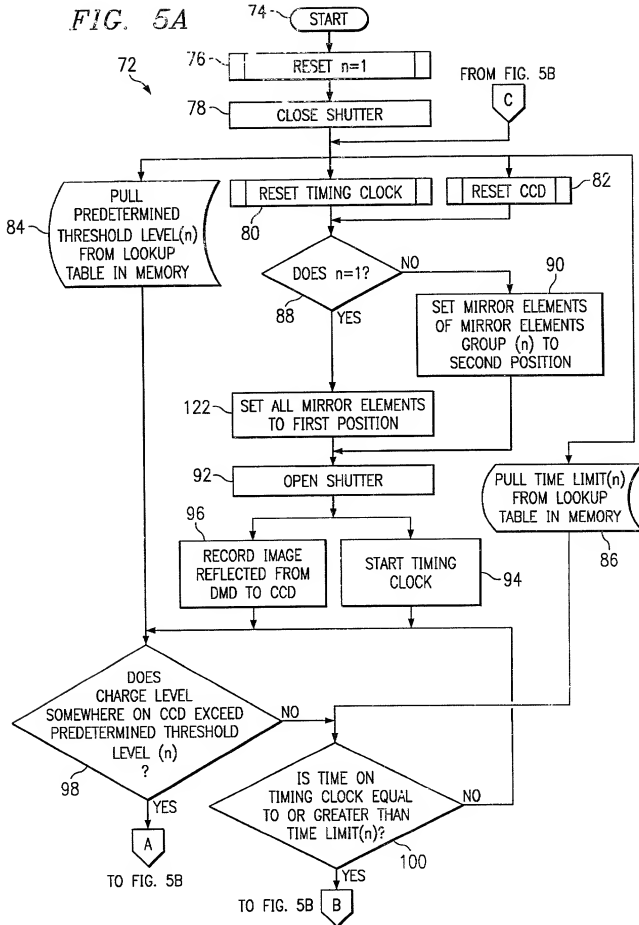 FIG. 5A
74
START
76
RESET n=1
72
FROM FIG. 5B
C
78
CLOSE SHUTTER
84
PULL
PREDETERMINED
THRESHOLD LEVEL(n)
FROM LOOKUP
TABLE IN MEMORY
RESET TIMING CLOCK
80
RESET CCD
82
DOES n=1?
88
NO
YES
90
SET MIRROR ELEMENTS
OF MIRROR ELEMENTS
GROUP (n) TO
SECOND POSITION
122
SET ALL MIRROR ELEMENTS
TO FIRST POSITION
92
OPEN SHUTTER
PULL TIME LIMIT(n)
FROM LOOKUP
TABLE IN MEMORY
86
96
RECORD IMAGE
REFLECTED FROM
DMD TO CCD
START TIMING
CLOCK
94
DOES
CHARGE LEVEL
SOMEWHERE ON CCD EXCEED
PREDETERMINED THRESHOLD
LEVEL (n)
?
98
NO
YES
A
TO FIG. 5B
IS TIME ON
TIMING CLOCK EQUAL
TO OR GREATER THAN
TIME LIMIT(n)?
100
NO
YES
TO FIG. 5B
B